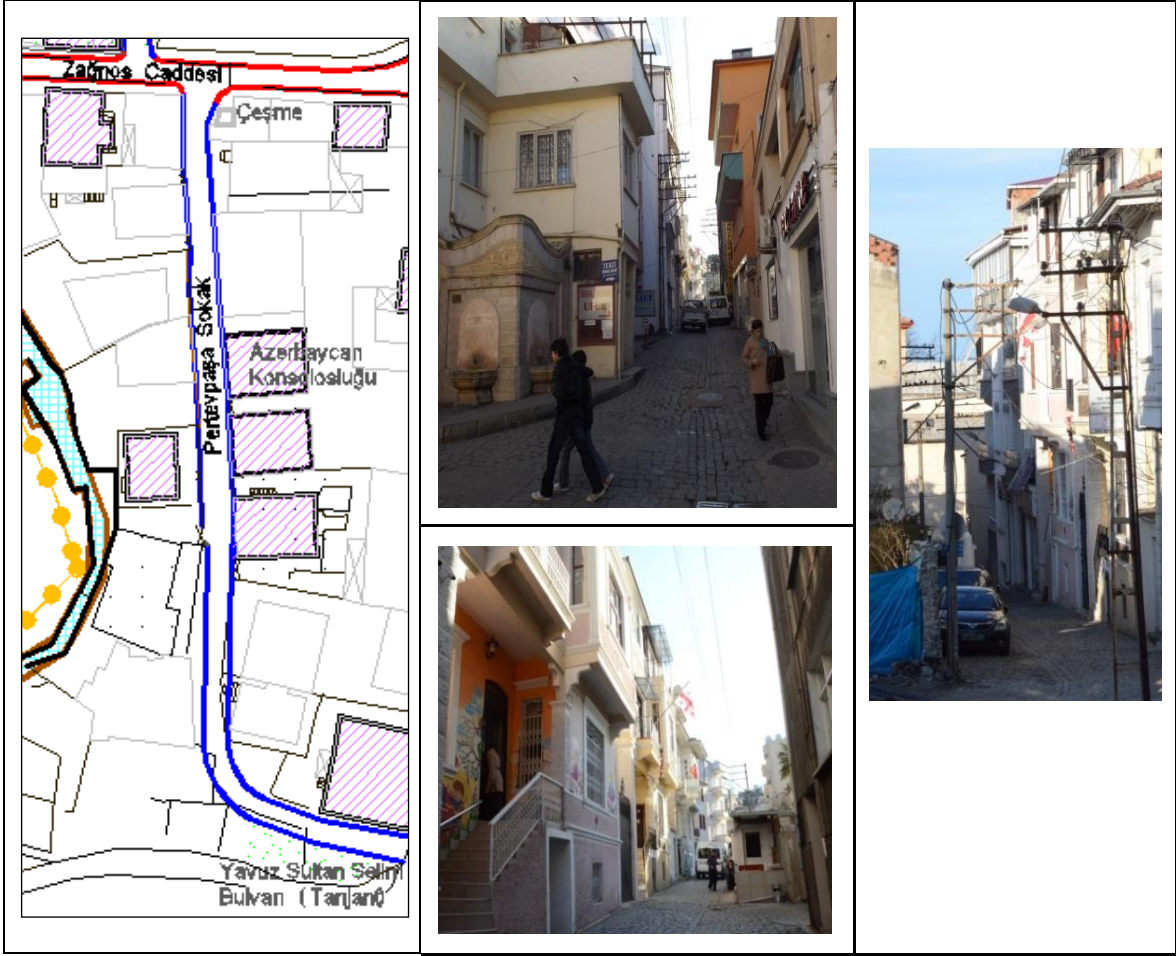 Zağnos Caddesi
Çeşme
Pertevpaşa Sokak
Azerbaycan
Konsolosluğu
Yavuz Sultan Selim
Bulvarı (Tanjant)